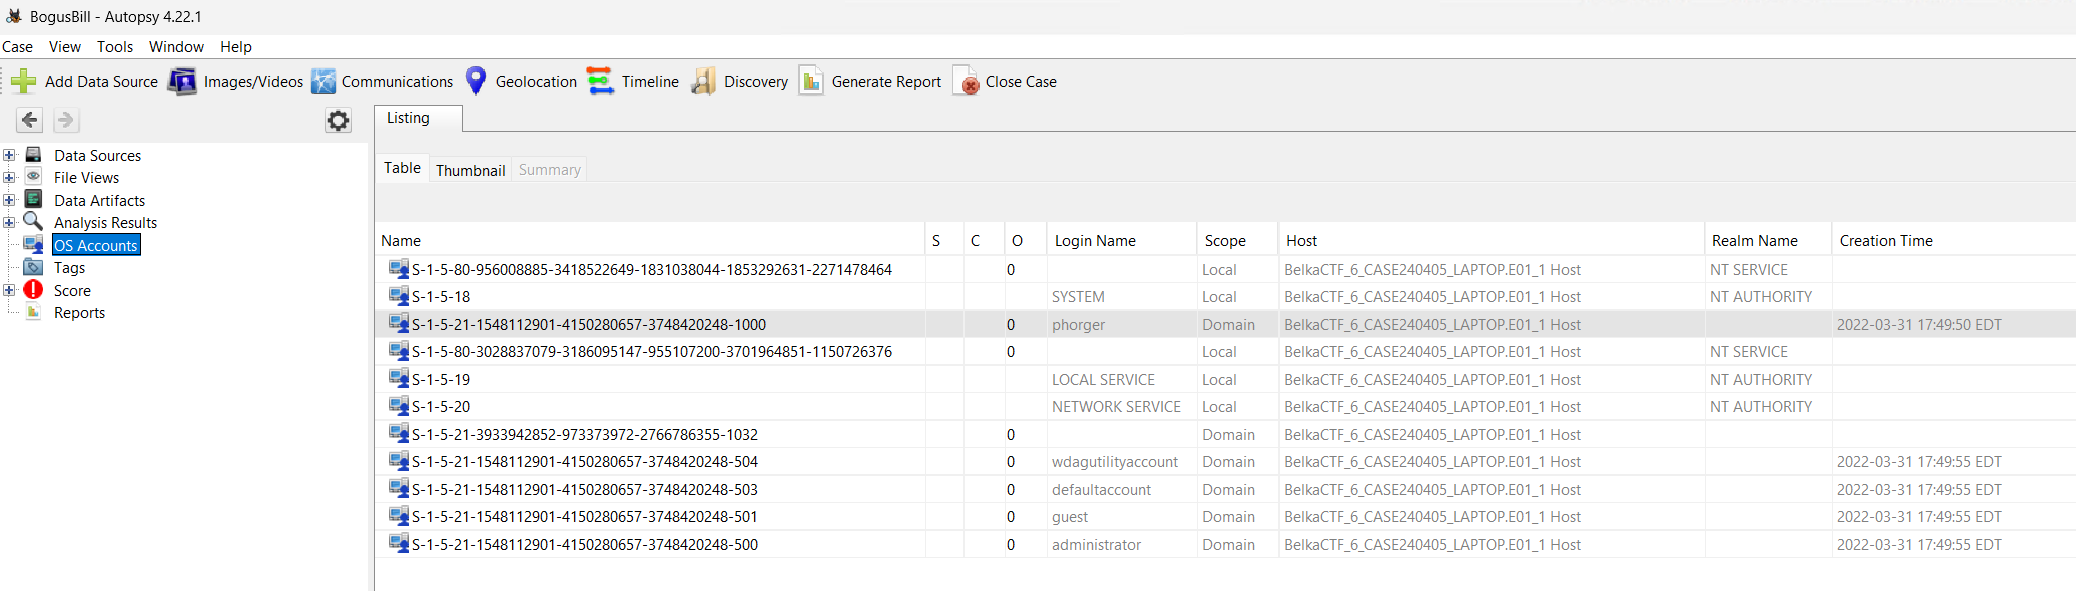 BogusBill - Autopsy 4.22.1
Case View Tools Window Help
Add Data Source Images/Videos Communications Geolocation Timeline Discovery Generate Report Close Case
Listing
Data Sources
File Views
Data Artifacts
Analysis Results
OS Accounts
Tags
Score
Reports
Table Thumbnail Summary
Name S C O Login Name Scope Host Realm Name Creation Time
S-1-5-80-956008885-3418522649-1831038044-1853292631-2271478464 0 Local BelkaCTF_6_CASE240405_LAPTOP.E01_1 Host NT SERVICE
S-1-5-18 SYSTEM Local BelkaCTF_6_CASE240405_LAPTOP.E01_1 Host NT AUTHORITY
S-1-5-21-1548112901-4150280657-3748420248-1000 0 phorger Domain BelkaCTF_6_CASE240405_LAPTOP.E01_1 Host 2022-03-31 17:49:50 EDT
S-1-5-80-3028837079-3186095147-955107200-3701964851-1150726376 0 Local BelkaCTF_6_CASE240405_LAPTOP.E01_1 Host NT SERVICE
S-1-5-19 LOCAL SERVICE Local BelkaCTF_6_CASE240405_LAPTOP.E01_1 Host NT AUTHORITY
S-1-5-20 NETWORK SERVICE Local BelkaCTF_6_CASE240405_LAPTOP.E01_1 Host NT AUTHORITY
S-1-5-21-3933942852-973373972-2766786355-1032 0 Domain BelkaCTF_6_CASE240405_LAPTOP.E01_1 Host
S-1-5-21-1548112901-4150280657-3748420248-504 0 wdagutilityaccount Domain BelkaCTF_6_CASE240405_LAPTOP.E01_1 Host 2022-03-31 17:49:55 EDT
S-1-5-21-1548112901-4150280657-3748420248-503 0 defaultaccount Domain BelkaCTF_6_CASE240405_LAPTOP.E01_1 Host 2022-03-31 17:49:55 EDT
S-1-5-21-1548112901-4150280657-3748420248-501 0 guest Domain BelkaCTF_6_CASE240405_LAPTOP.E01_1 Host 2022-03-31 17:49:55 EDT
S-1-5-21-1548112901-4150280657-3748420248-500 0 administrator Domain BelkaCTF_6_CASE240405_LAPTOP.E01_1 Host 2022-03-31 17:49:55 EDT